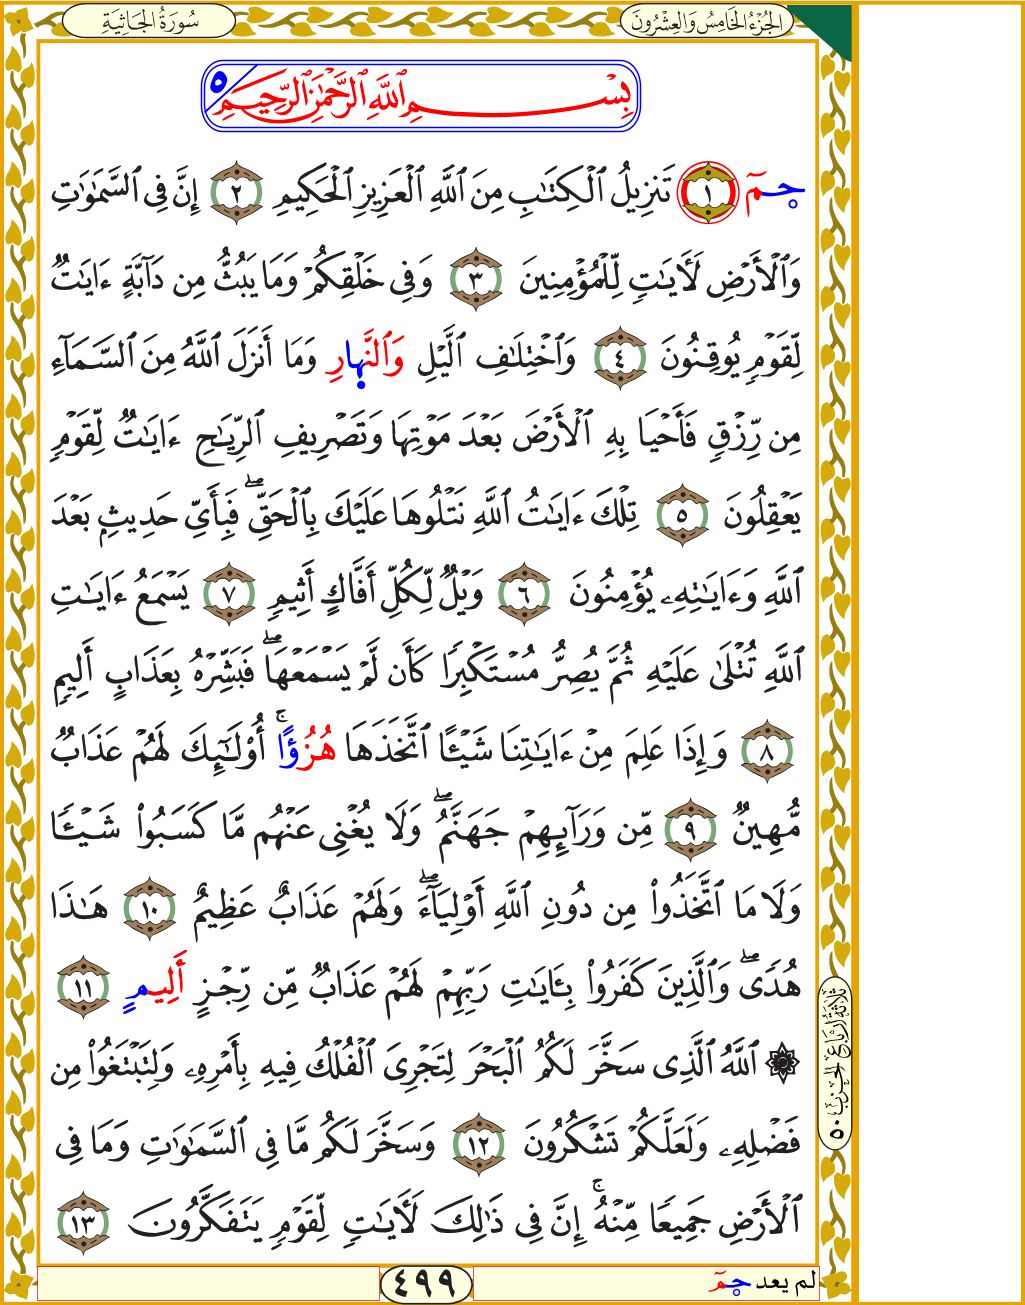 سُورَةُ الجَاثِيَةِ
الجُزْءُ الخَامِسُ وَالعِشْرُونَ
بِسْمِ ٱللَّهِ ٱلرَّحْمَٰنِ ٱلرَّحِيمِ ٥
حمٓ ١ تَنزِيلُ ٱلْكِتَٰبِ مِنَ ٱللَّهِ ٱلْعَزِيزِ ٱلْحَكِيمِ ٢ إِنَّ فِى ٱلسَّمَٰوَٰتِ
وَٱلْأَرْضِ لَـَٔايَٰتٍ لِّلْمُؤْمِنِينَ ٣ وَفِى خَلْقِكُمْ وَمَا يَبُثُّ مِن دَآبَّةٍ ءَايَٰتٌ
لِّقَوْمٍ يُوقِنُونَ ٤ وَٱخْتِلَٰفِ ٱلَّيْلِ وَٱلنَّهِارِ وَمَا أَنزَلَ ٱللَّهُ مِنَ ٱلسَّمَآءِ
مِن رِّزْقٍ فَأَحْيَا بِهِ ٱلْأَرْضَ بَعْدَ مَوْتِهَا وَتَصْرِيفِ ٱلرِّيَٰحِ ءَايَٰتٌ لِّقَوْمٍ
يَعْقِلُونَ ٥ تِلْكَ ءَايَٰتُ ٱللَّهِ نَتْلُوهَا عَلَيْكَ بِٱلْحَقِّۖ فَبِأَىِّ حَدِيثٍۭ بَعْدَ
ٱللَّهِ وَءَايَٰتِهِۦ يُؤْمِنُونَ ٦ وَيْلٌ لِّكُلِّ أَفَّاكٍ أَثِيمٍ ٧ يَسْمَعُ ءَايَٰتِ
ٱللَّهِ تُتْلَىٰ عَلَيْهِ ثُمَّ يُصِرُّ مُسْتَكْبِرًا كَأَن لَّمْ يَسْمَعْهَاۖ فَبَشِّرْهُ بِعَذَابٍ أَلِيمٍ
٨ وَإِذَا عَلِمَ مِنْ ءَايَٰتِنَا شَيْـًٔا ٱتَّخَذَهَا هُزُؤًاۚ أُوْلَٰٓئِكَ لَهُمْ عَذَابٌ
مُّهِينٌ ٩ مِّن وَرَآئِهِمْ جَهَنَّمُۖ وَلَا يُغْنِى عَنْهُم مَّا كَسَبُوا۟ شَيْـًٔا
وَلَا مَا ٱتَّخَذُوا۟ مِن دُونِ ٱللَّهِ أَوْلِيَآءَۖ وَلَهُمْ عَذَابٌ عَظِيمٌ ١٠ هَٰذَا
هُدًىۖ وَٱلَّذِينَ كَفَرُوا۟ بِـَٔايَٰتِ رَبِّهِمْ لَهُمْ عَذَابٌ مِّن رِّجْزٍ أَلِيمٍ ١١
۞ ٱللَّهُ ٱلَّذِى سَخَّرَ لَكُمُ ٱلْبَحْرَ لِتَجْرِىَ ٱلْفُلْكُ فِيهِ بِأَمْرِهِۦ وَلِتَبْتَغُوا۟ مِن
فَضْلِهِۦ وَلَعَلَّكُمْ تَشْكُرُونَ ١٢ وَسَخَّرَ لَكُم مَّا فِى ٱلسَّمَٰوَٰتِ وَمَا فِى
ٱلْأَرْضِ جَمِيعًا مِّنْهُۚ إِنَّ فِى ذَٰلِكَ لَـَٔايَٰتٍ لِّقَوْمٍ يَتَفَكَّرُونَ ١٣
ثلاثة أرباع الحزب ٥٠
لم يعد حمٓ
٤٩٩